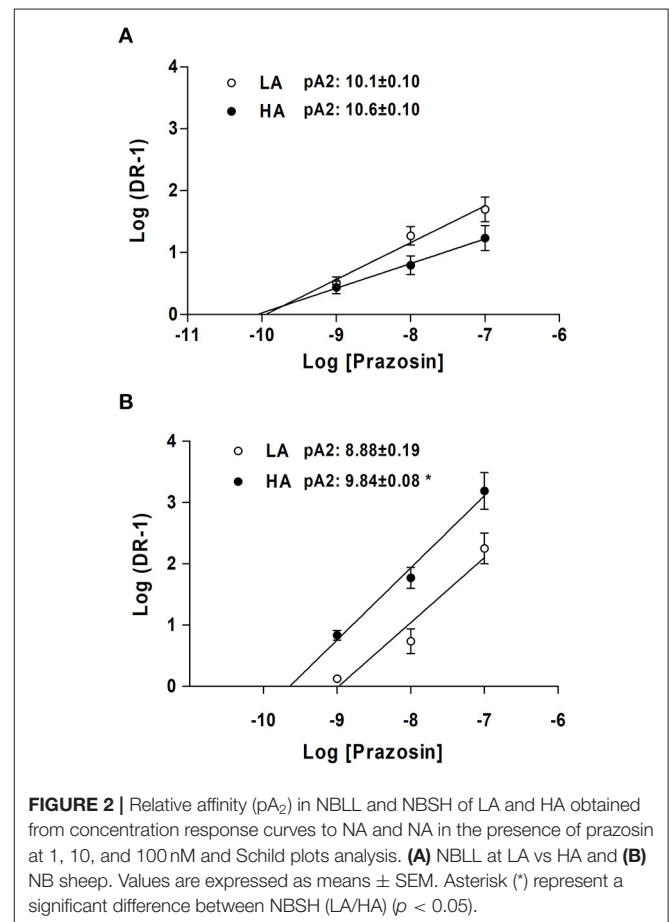 A
4
3
2
1
0
Log (DR-1)
LA pA2: 10.1±0.10
HA pA2: 10.6±0.10
-11 -10 -9 -8 -7 -6
Log [Prazosin]
B
4
3
2
1
0
Log (DR-1)
LA pA2: 8.88±0.19
HA pA2: 9.84±0.08 *
-10 -9 -8 -7 -6
Log [Prazosin]
FIGURE 2 | Relative affinity (pA₂) in NBLL and NBSH of LA and HA obtained
from concentration response curves to NA and NA in the presence of prazosin
at 1, 10, and 100 nM and Schild plots analysis. (A) NBLL at LA vs HA and (B)
NB sheep. Values are expressed as means ± SEM. Asterisk (*) represent a
significant difference between NBSH (LA/HA) (p < 0.05).